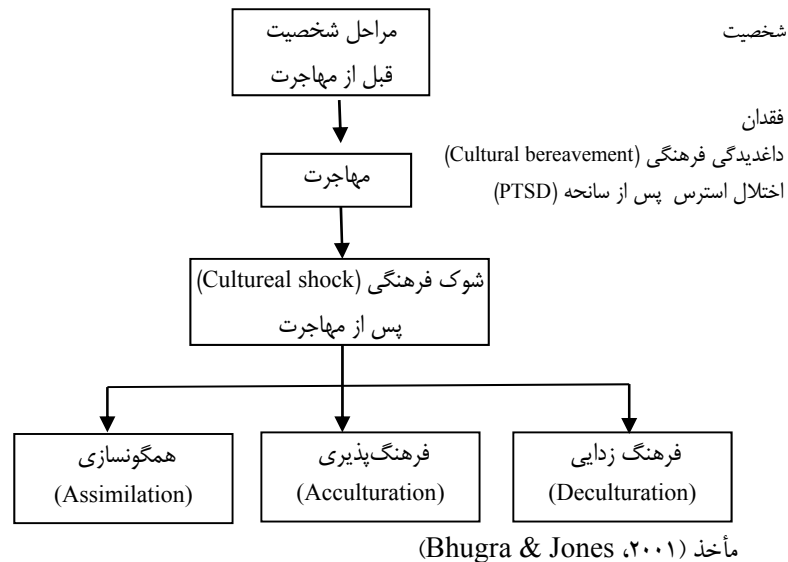 مراحل شخصیت
قبل از مهاجرت
شخصیت
فقدان
داغدیدگی فرهنگی (Cultural bereavement)
اختلال استرس پس از سانحه (PTSD)
مهاجرت
شوک فرهنگی (Cultureal shock)
پس از مهاجرت
فرهنگ زدایی
(Deculturation)
فرهنگ‌پذیری
(Acculturation)
همگونسازی
(Assimilation)
مأخذ (Bhugra & Jones ،۲۰۰۱)